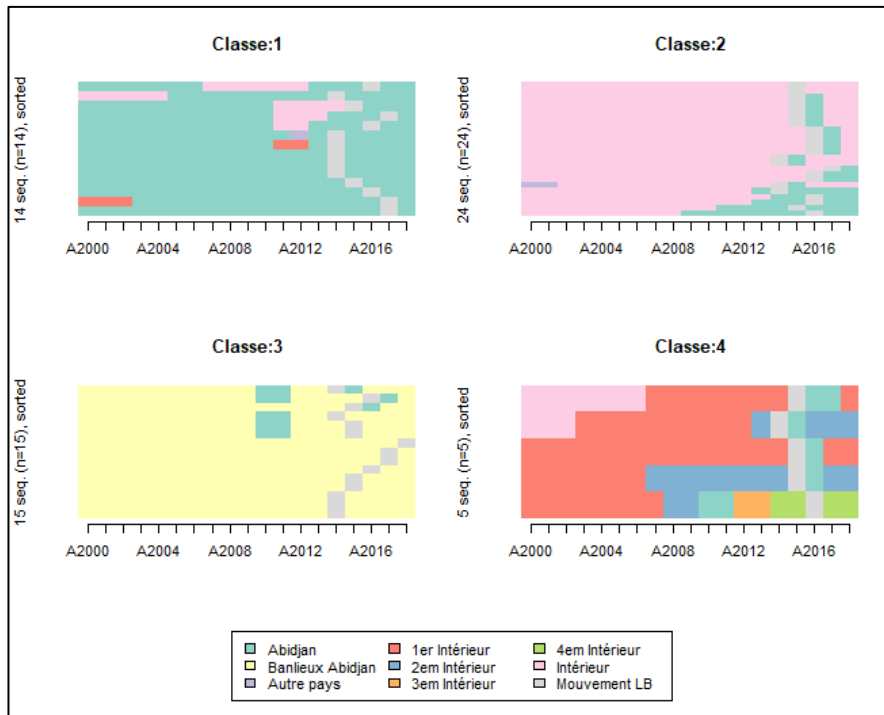 Classe:1
14 seq. (n=14), sorted
A2000 A2004 A2008 A2012 A2016
Classe:2
24 seq. (n=24), sorted
A2000 A2004 A2008 A2012 A2016
Classe:3
15 seq. (n=15), sorted
A2000 A2004 A2008 A2012 A2016
Classe:4
5 seq. (n=5), sorted
A2000 A2004 A2008 A2012 A2016
Abidjan
Banlieux Abidjan
Autre pays
1er Intérieur
2em Intérieur
3em Intérieur
4em Intérieur
Intérieur
Mouvement LB